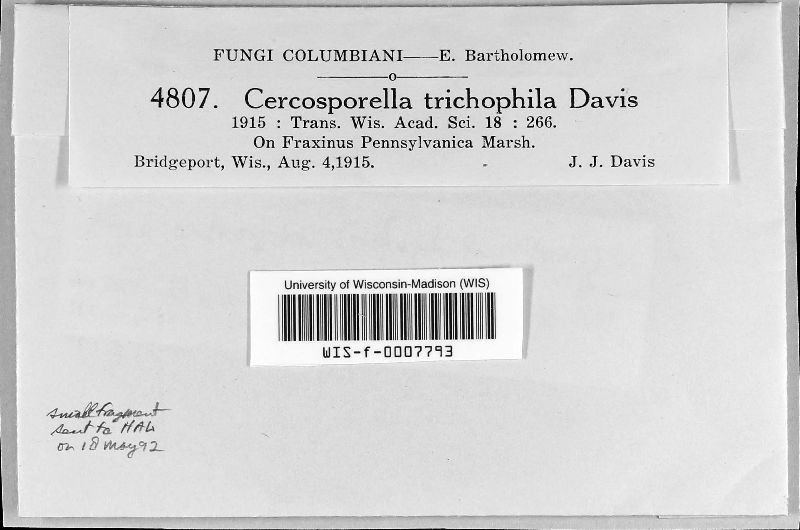 FUNGI COLUMBIANI——E. Bartholomew.
o
4807. Cercosporella trichophila Davis
1915 : Trans. Wis. Acad. Sci. 18 : 266.
On Fraxinus Pennsylvanica Marsh.
Bridgeport, Wis., Aug. 4,1915. J. J. Davis
University of Wisconsin-Madison (WIS)
WIS-f-0007793
small fragment
sent to HAL
on 18 May 92